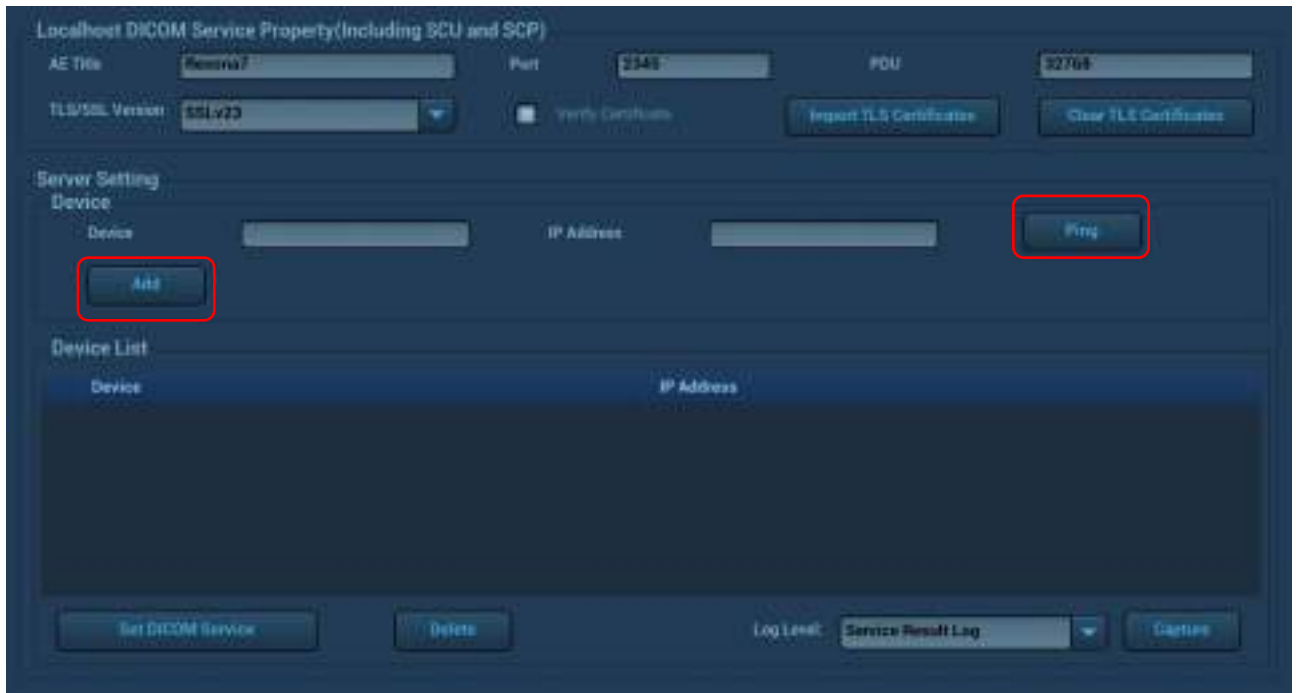 Localhost DICOM Service Property(Including SCU and SCP)
AE Title Resona7 Port 2345 PDU 32768
TLS/SSL Version SSLv23 Verify Certificate Import TLS Certificates Clear TLS Certificates
Server Setting
Device
Device IP Address Ping
Add
Device List
Device IP Address
Set DICOM Service Delete Log Level: Service Result Log Capture